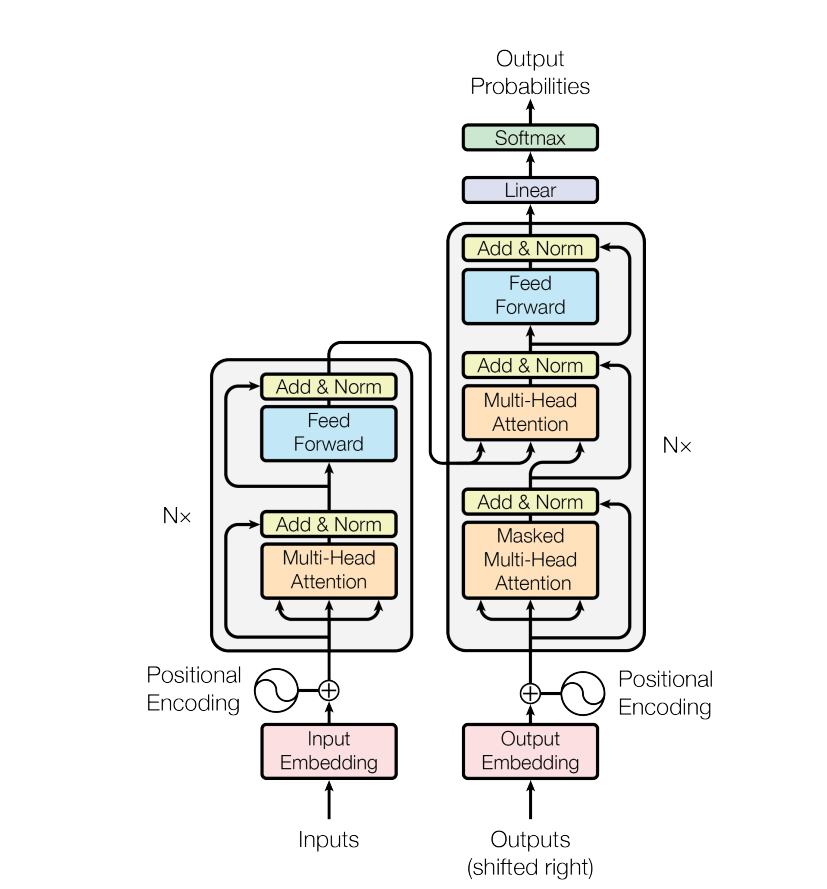 Output
Probabilities
Softmax
Linear
Add & Norm
Feed
Forward
Add & Norm
Multi-Head
Attention
N×
Add & Norm
Masked
Multi-Head
Attention
Add & Norm
Feed
Forward
N×
Add & Norm
Multi-Head
Attention
Positional
Encoding
Positional
Encoding
Input
Embedding
Output
Embedding
Inputs
Outputs
(shifted right)